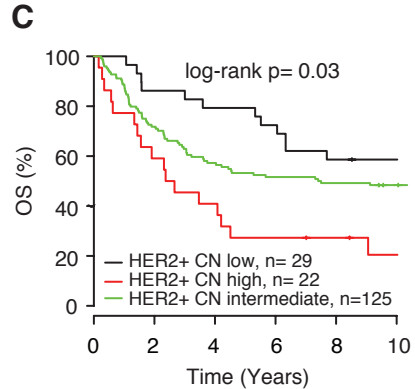 C
log-rank p= 0.03
OS (%)
100
80
60
40
20
0
HER2+ CN low, n= 29
HER2+ CN high, n= 22
HER2+ CN intermediate, n=125
0 2 4 6 8 10
Time (Years)